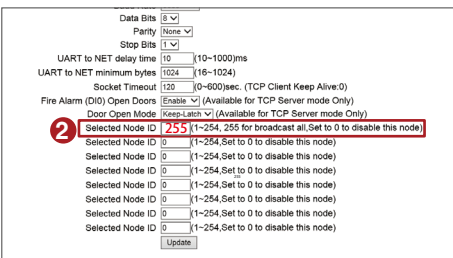 Data Bits 8
Parity None
Stop Bits 1
UART to NET delay time 10 (10~1000)ms
UART to NET minimum bytes 1024 (16~1024)
Socket Timeout 120 (0~600)sec. (TCP Client Keep Alive:0)
Fire Alarm (DI0) Open Doors Enable (Available for TCP Server mode Only)
Door Open Mode Keep-Latch (Available for TCP Server mode Only)
2 Selected Node ID 255 (1~254, 255 for broadcast all,Set to 0 to disable this node)
Selected Node ID 0 (1~254,Set to 0 to disable this node)
Selected Node ID 0 (1~254,Set to 0 to disable this node)
Selected Node ID 0 (1~254,Set to 0 to disable this node)
255
Selected Node ID 0 (1~254,Set to 0 to disable this node)
Selected Node ID 0 (1~254,Set to 0 to disable this node)
Selected Node ID 0 (1~254,Set to 0 to disable this node)
Selected Node ID 0 (1~254,Set to 0 to disable this node)
Update